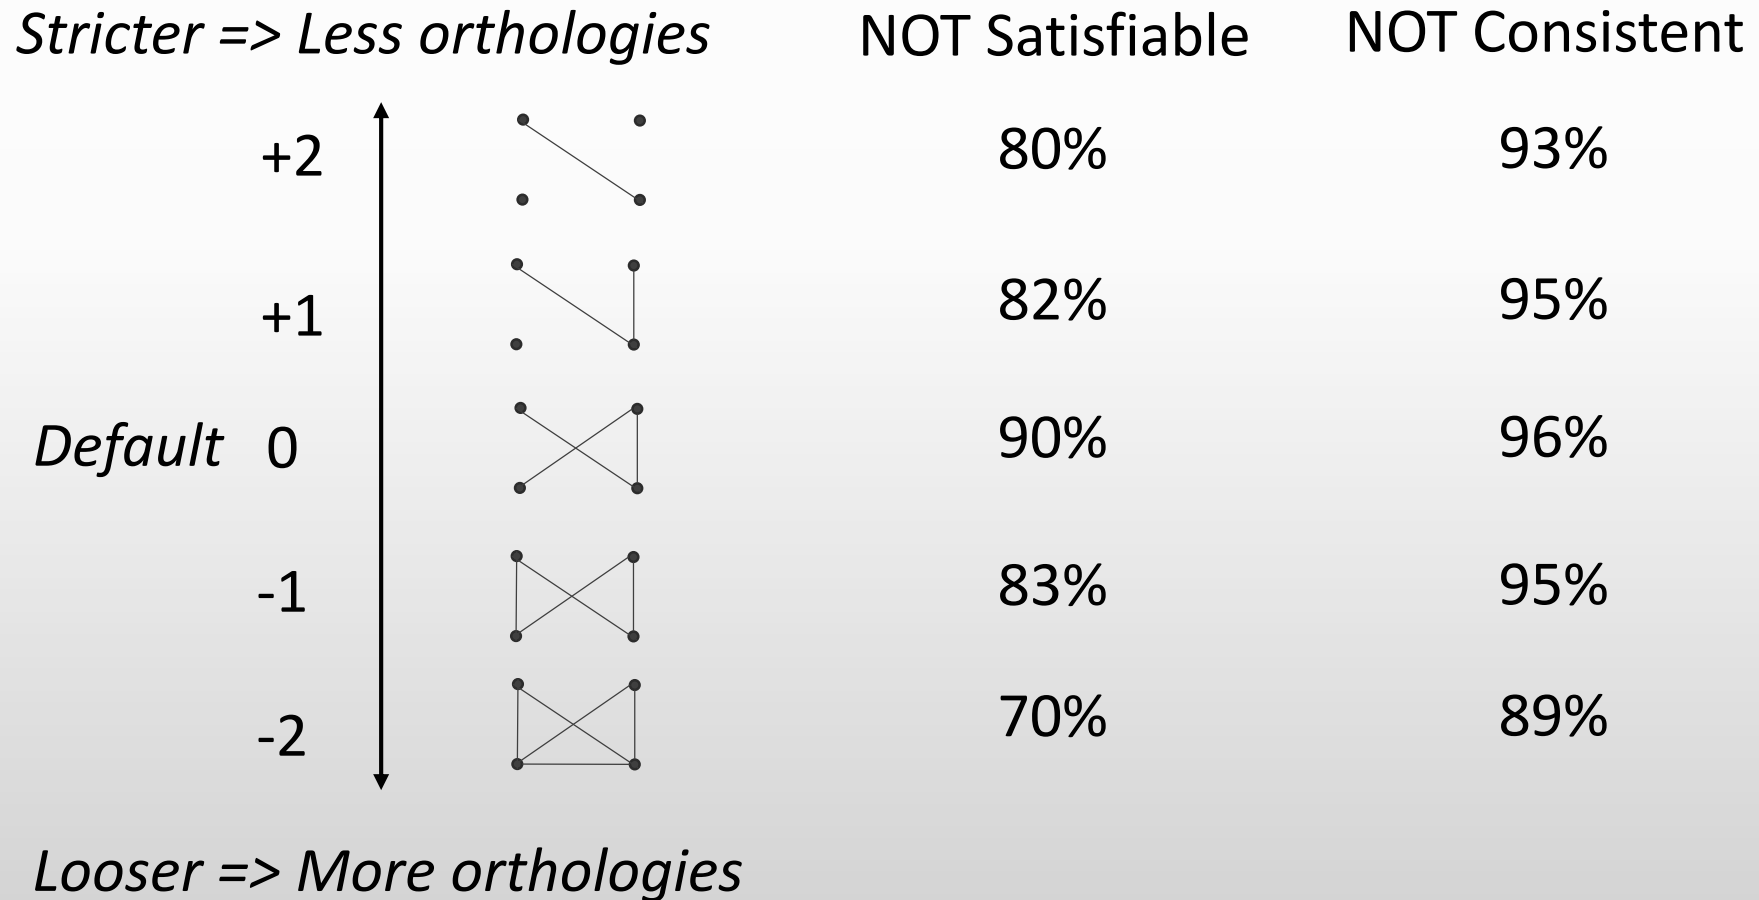 Stricter => Less orthologies NOT Satisfiable NOT Consistent
+2 80% 93%
+1 82% 95%
Default 0 90% 96%
-1 83% 95%
-2 70% 89%
Looser => More orthologies